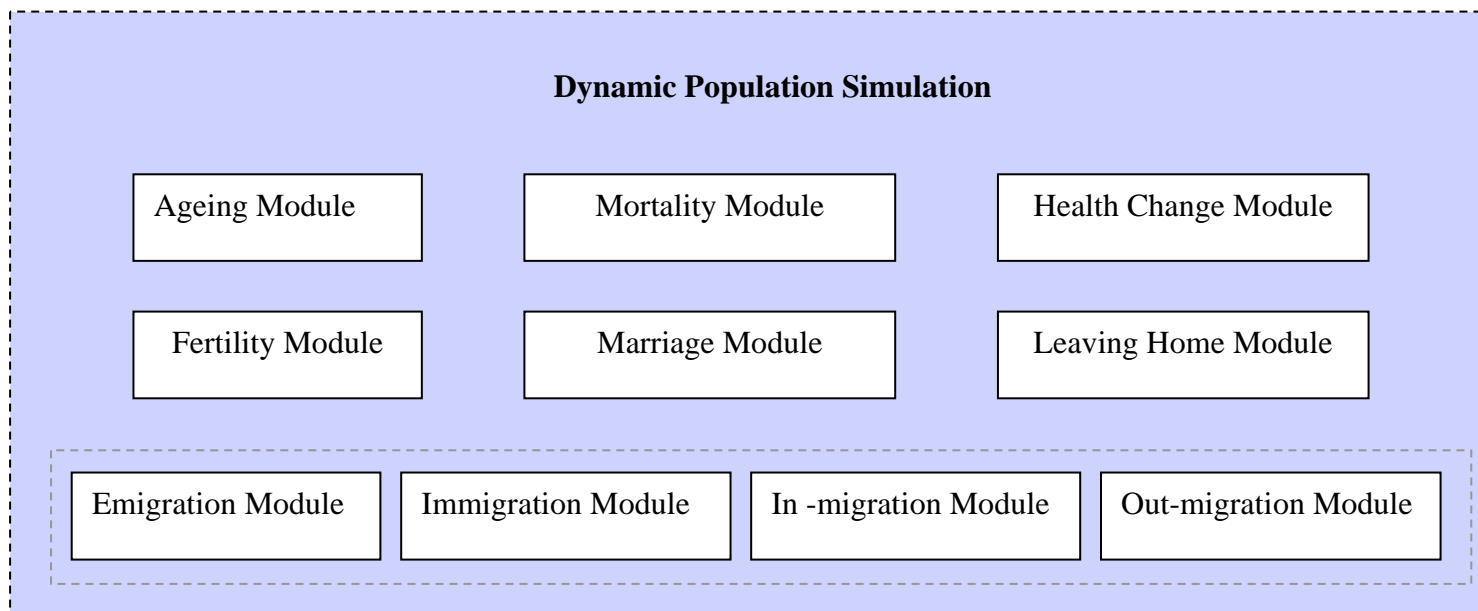 Dynamic Population Simulation
Ageing Module
Mortality Module
Health Change Module
Fertility Module
Marriage Module
Leaving Home Module
Emigration Module
Immigration Module
In -migration Module
Out-migration Module